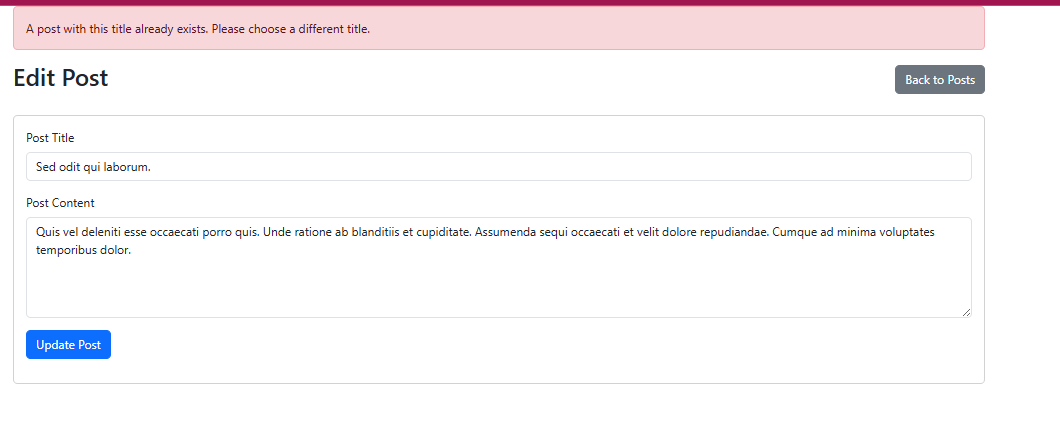 A post with this title already exists. Please choose a different title.
Edit Post
Back to Posts
Post Title
Sed odit qui laborum.
Post Content
Quis vel deleniti esse occaecati porro quis. Unde ratione ab blanditiis et cupiditate. Assumenda sequi occaecati et velit dolore repudiandae. Cumque ad minima voluptates
temporibus dolor.
Update Post